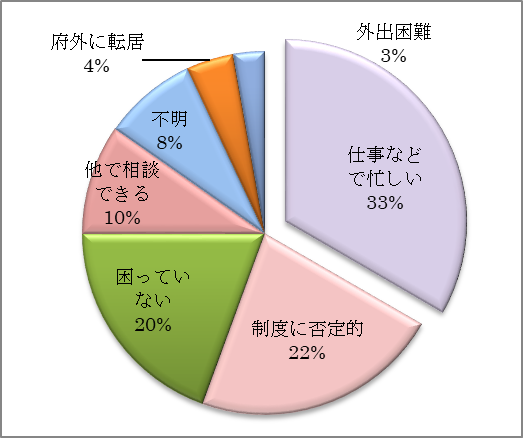 外出困難
3%
仕事など
で忙しい
33%
制度に否定的
22%
困ってい
ない
20%
他で相談
できる
10%
不明
8%
府外に転居
4%